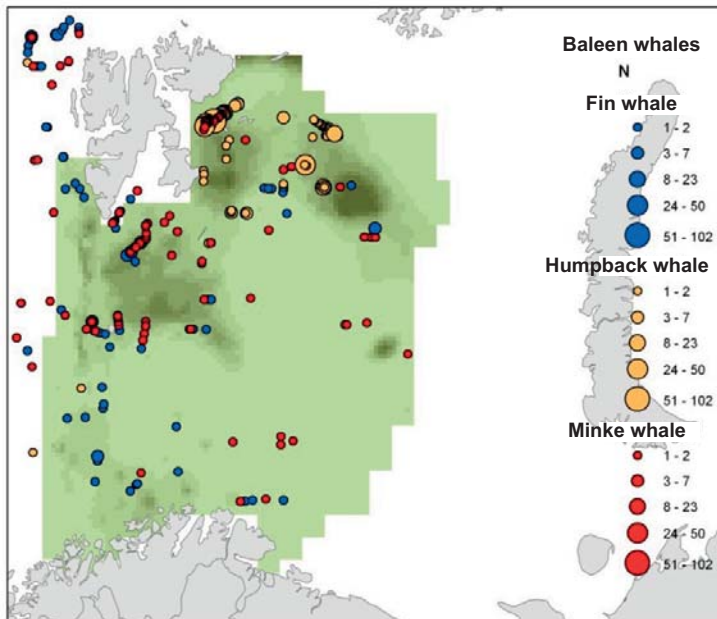 Baleen whales
N
Fin whale
1 - 2
3 - 7
8 - 23
24 - 50
51 - 102
Humpback whale
1 - 2
3 - 7
8 - 23
24 - 50
51 - 102
Minke whale
1 - 2
3 - 7
8 - 23
24 - 50
51 - 102